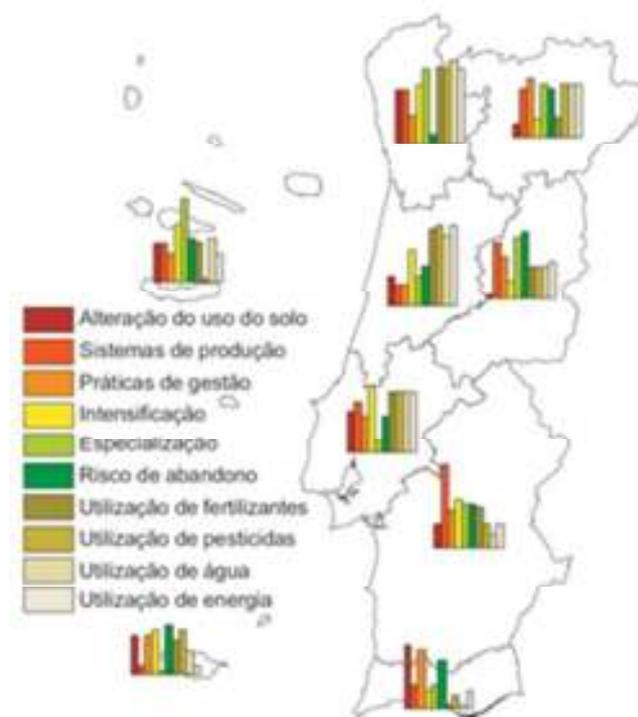 Alteração do uso do solo
Sistemas de produção
Práticas de gestão
Intensificação
Especialização
Risco de abandono
Utilização de fertilizantes
Utilização de pesticidas
Utilização de água
Utilização de energia